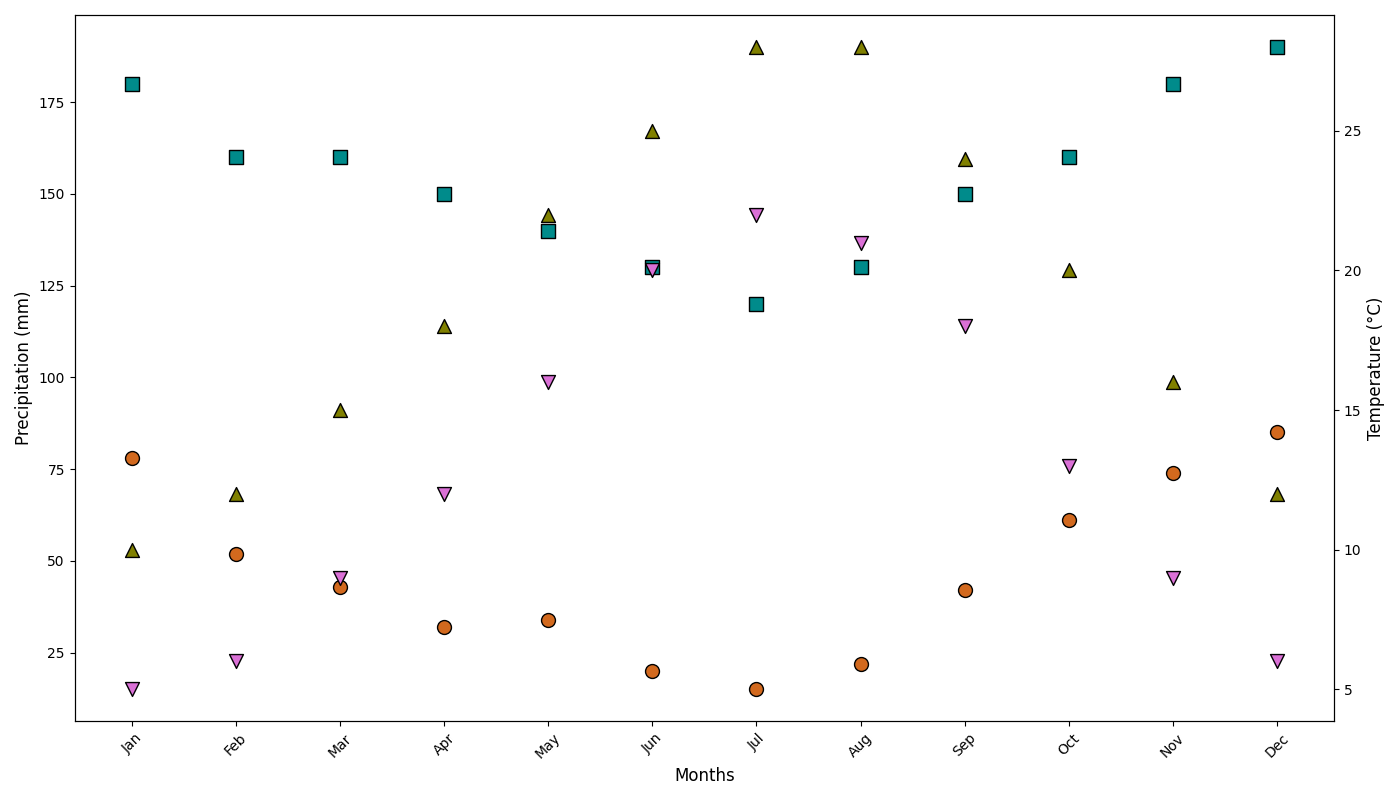 Precipitation (mm)
175
150
125
100
75
50
25
25
20
15
10
5
Temperature (°C)
Jan
Feb
Mar
Apr
May
Jun
Jul
Aug
Sep
Oct
Nov
Dec
Months